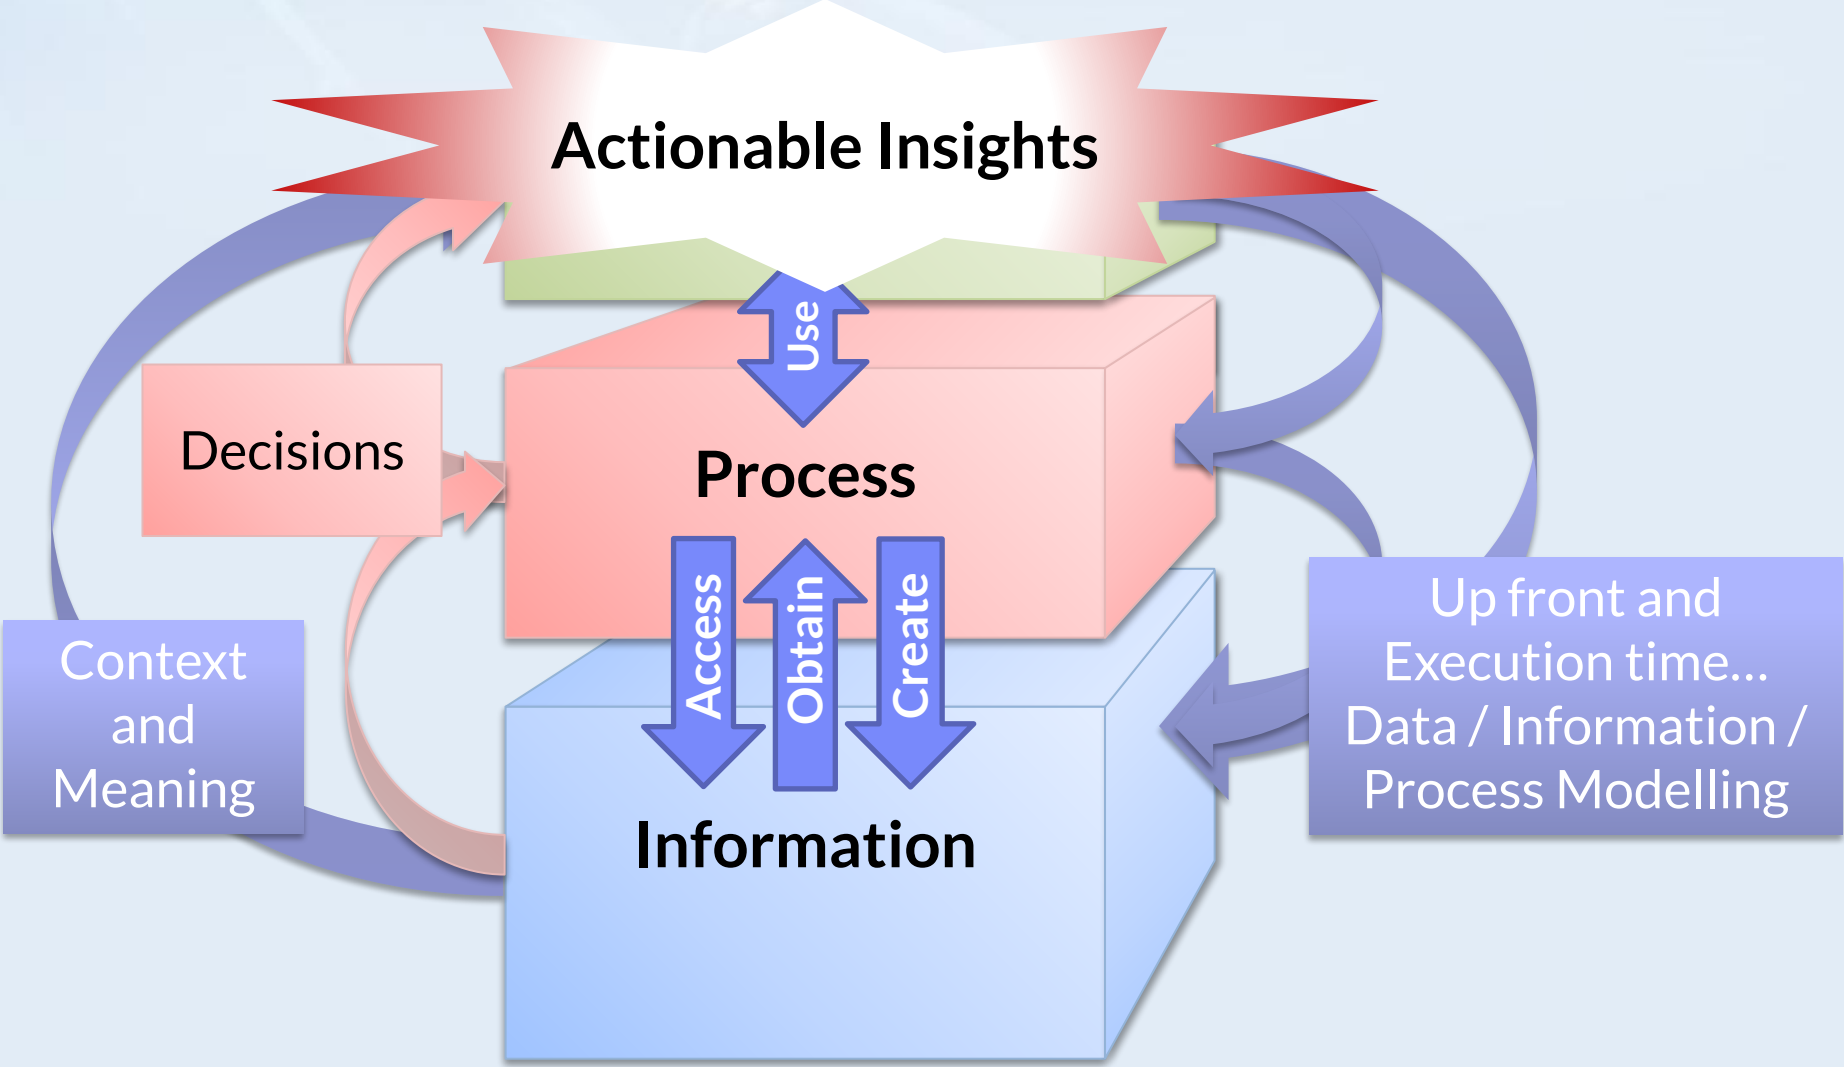 Actionable Insights
Use
Decisions
Process
Access
Obtain
Create
Context
and
Meaning
Up front and
Execution time...
Data / Information /
Process Modelling
Information